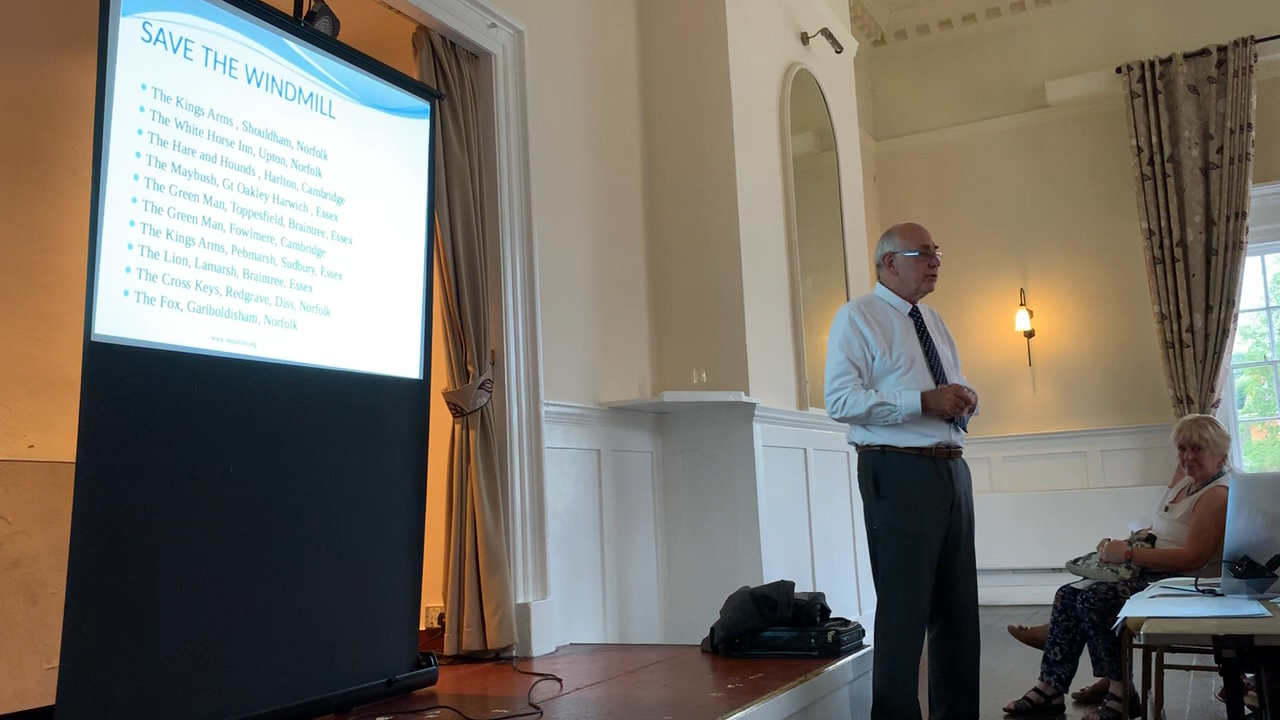 SAVE THE WINDMILL
• The Kings Arms , Shouldham, Norfolk
• The White Horse Inn, Upton, Norfolk
• The Hare and Hounds , Harlton, Cambridge
• The Maybush, Gt Oakley Harwich , Essex
• The Green Man, Toppesfield, Braintree, Essex
• The Green Man, Fowlmere, Cambridge
• The Kings Arms, Pebmarsh, Sudbury, Essex
• The Lion, Lamarsh, Braintree, Essex
• The Cross Keys, Redgrave, Diss, Norfolk
• The Fox, Gariboldisham, Norfolk